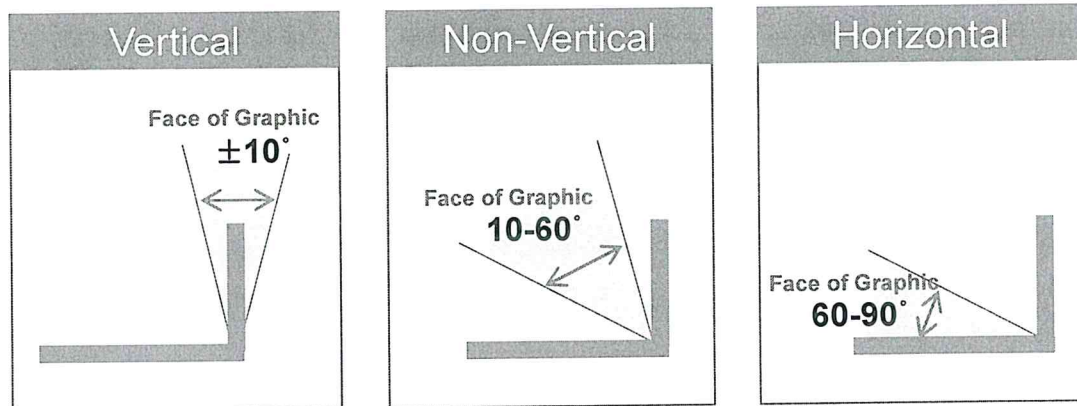 Vertical
Face of Graphic
±10°
Non-Vertical
Face of Graphic
10-60°
Horizontal
Face of Graphic
60-90°